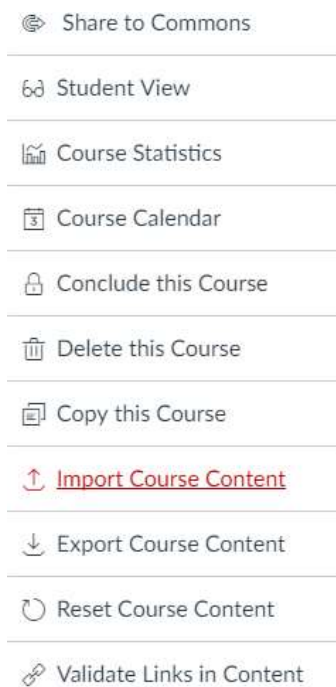 Share to Commons
Student View
Course Statistics
3 Course Calendar
Conclude this Course
Delete this Course
Copy this Course
Import Course Content
Export Course Content
Reset Course Content
Validate Links in Content